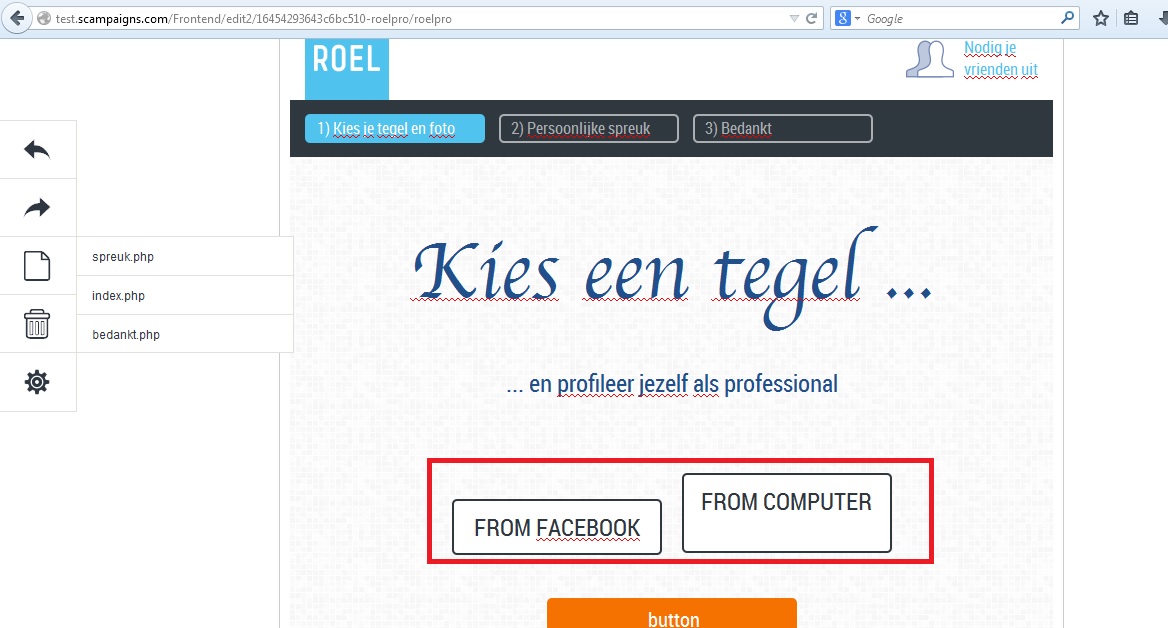 test.scampaigns.com/Frontend/edit2/16454293643c6bc510-roelpro/roelpro
8
Google
ROEL
Nodig je
vrienden uit
1) Kies je tegel en foto
2) Persoonlijke spreuk
3) Bedankt
spreuk.php
index.php
bedankt.php
Kies een tegel ...
... en profileer jezelf als professional
FROM FACEBOOK
FROM COMPUTER
button